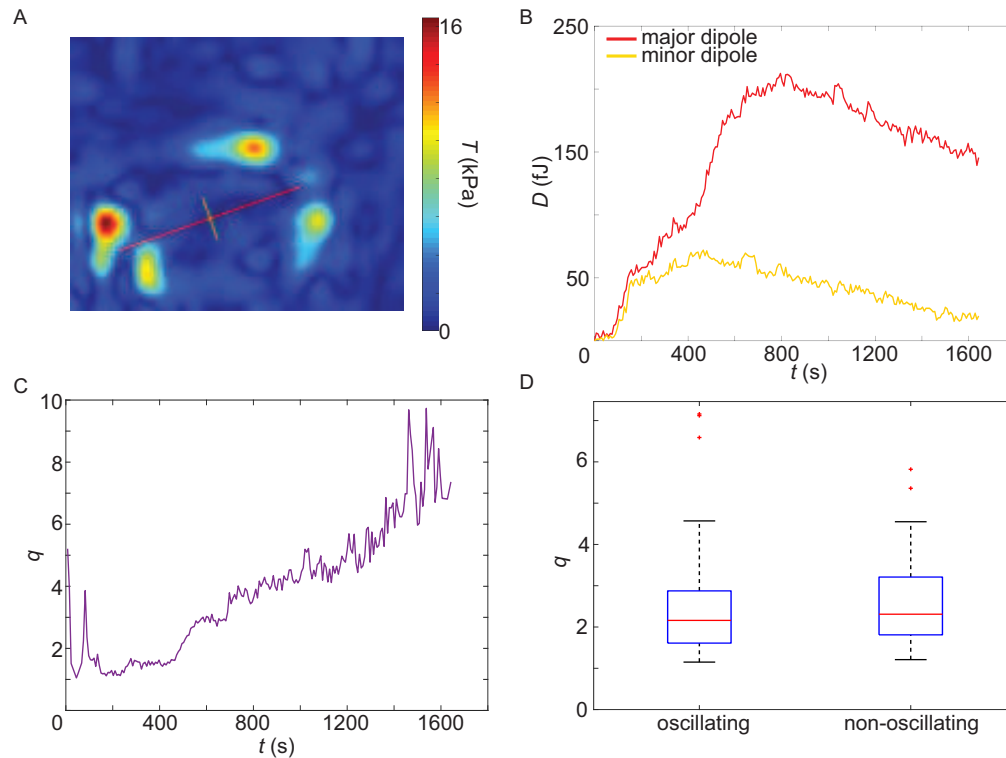 A
16
T (kPa)
0
B
250
150
50
0
D (fJ)
major dipole
minor dipole
400
800
1200
1600
t (s)
C
10
8
6
4
2
0
q
400
800
1200
1600
t (s)
D
6
4
2
0
q
oscillating
non-oscillating